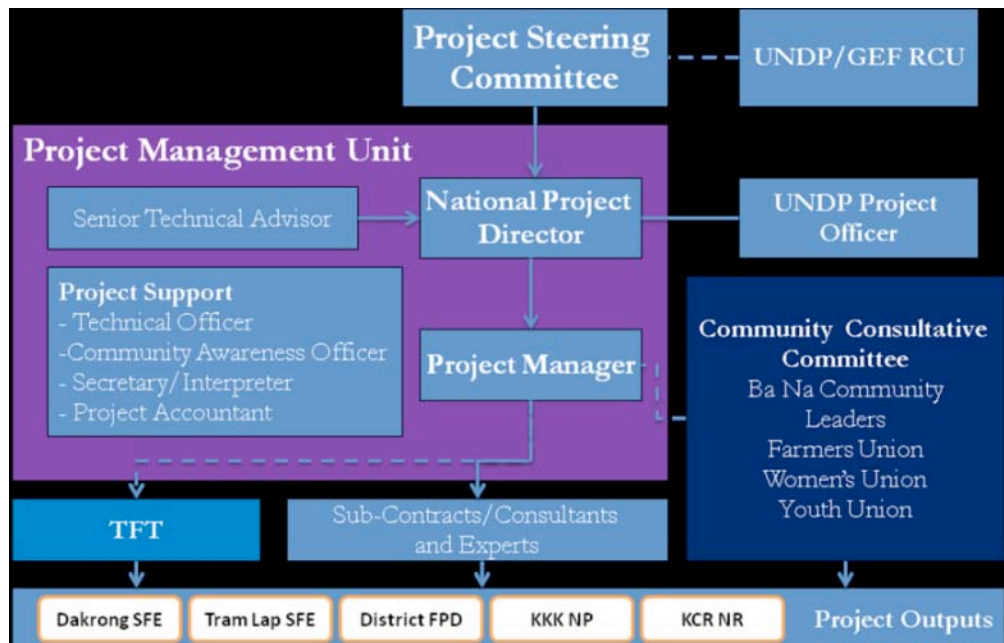 Project Steering
Committee
UNDP/GEF RCU
Project Management Unit
Senior Technical Advisor
National Project
Director
UNDP Project
Officer
Project Support
- Technical Officer
-Community Awareness Officer
- Secretary/Interpreter
- Project Accountant
Project Manager
Community Consultative
Committee
Ba Na Community
Leaders
Farmers Union
Women's Union
Youth Union
TFT
Sub-Contracts/Consultants
and Experts
Dakrong SFE
Tram Lap SFE
District FPD
KKK NP
KCR NR
Project Outputs